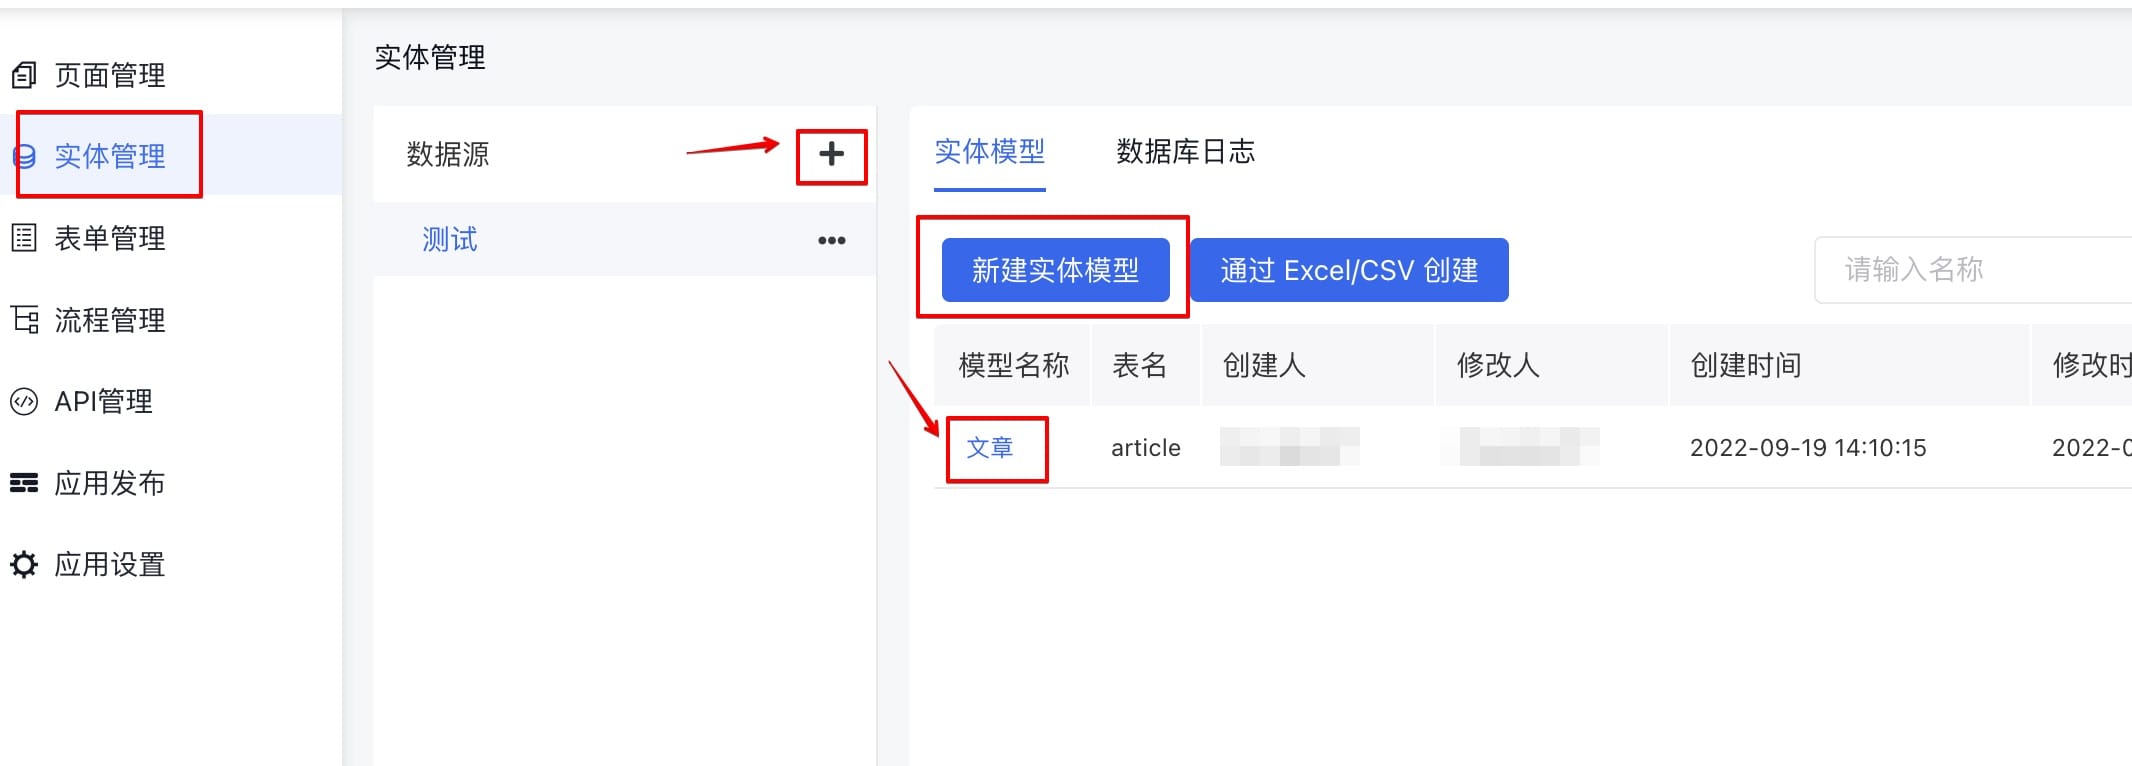 页面管理
实体管理
表单管理
流程管理
API管理
应用发布
应用设置
实体管理
数据源
测试
实体模型 数据库日志
新建实体模型 通过 Excel/CSV 创建 请输入名称
模型名称 表名 创建人 修改人 创建时间 修改时
文章 article 2022-09-19 14:10:15 2022-0